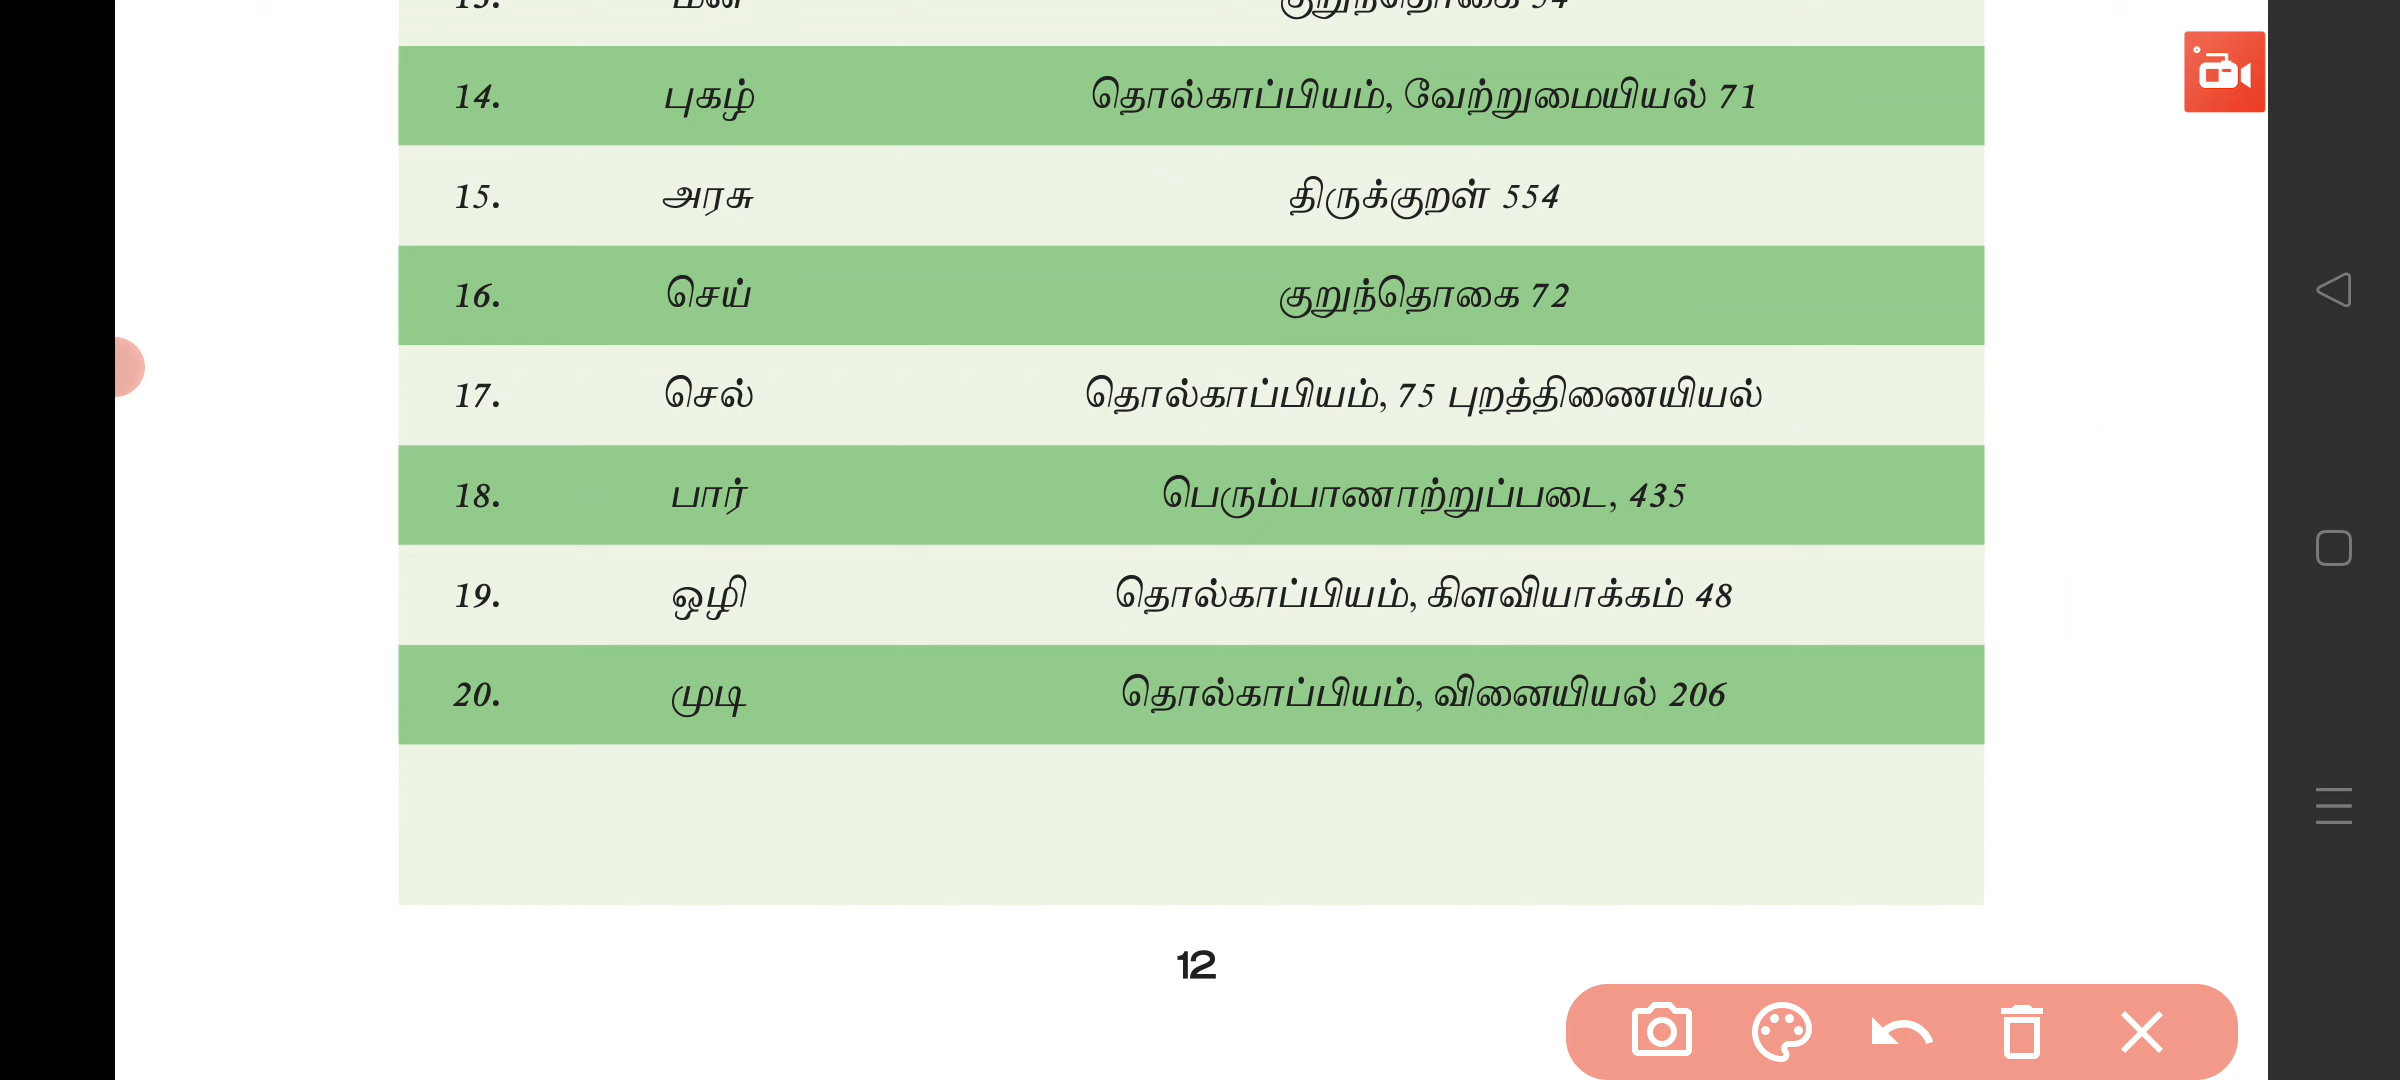 14. புகழ் தொல்காப்பியம், வேற்றுமையியல் 71
15. அரசு திருக்குறள் 554
16. செய் குறுந்தொகை 72
17. செல் தொல்காப்பியம், 75 புறத்திணையியல்
18. பார் பெரும்பாணாற்றுப்படை, 435
19. ஒழி தொல்காப்பியம், கிளவியாக்கம் 48
20. முடி தொல்காப்பியம், வினையியல் 206
12